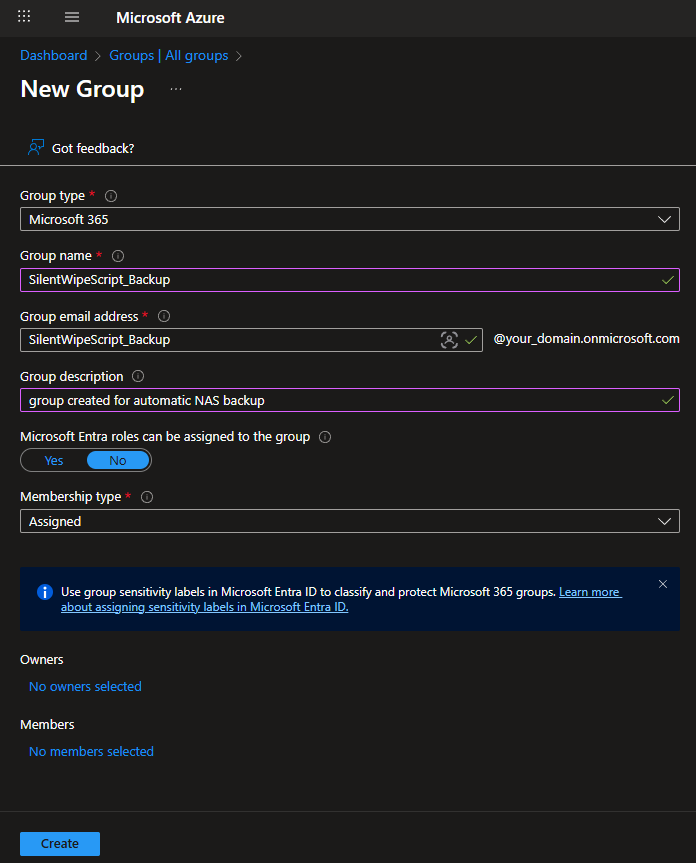 Microsoft Azure
Dashboard > Groups | All groups >
New Group ...
Got feedback?
Group type *
Microsoft 365
Group name *
SilentWipeScript_Backup
Group email address *
SilentWipeScript_Backup @your_domain.onmicrosoft.com
Group description
group created for automatic NAS backup
Microsoft Entra roles can be assigned to the group
Yes No
Membership type *
Assigned
Use group sensitivity labels in Microsoft Entra ID to classify and protect Microsoft 365 groups. Learn more
about assigning sensitivity labels in Microsoft Entra ID.
Owners
No owners selected
Members
No members selected
Create